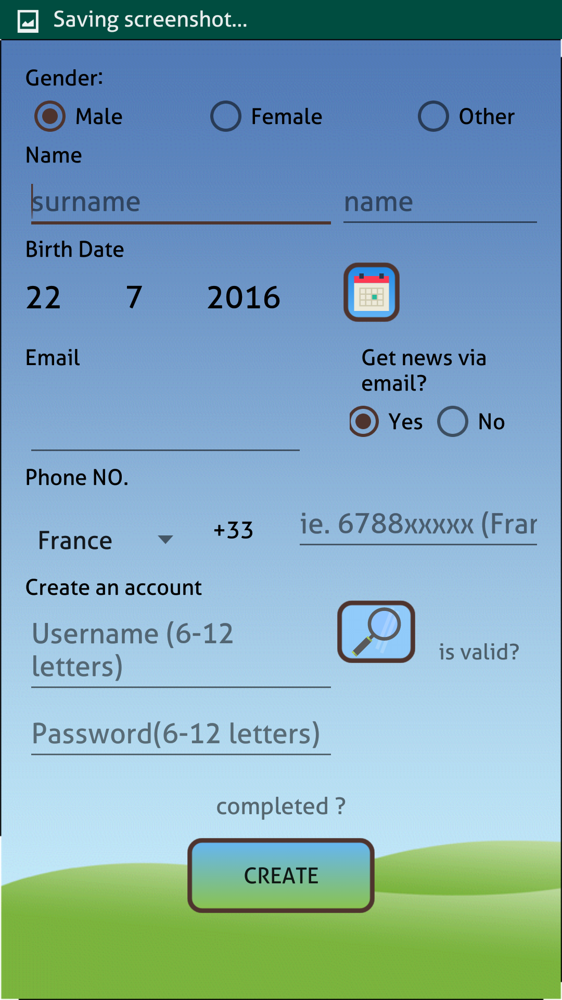 Saving screenshot...
Gender:
Male Female Other
Name
surname name
Birth Date
22 7 2016
Email Get news via
email?
Yes No
Phone NO.
France +33 ie. 6788xxxxx (Fran
Create an account
Username (6-12
letters)
is valid?
Password(6-12 letters)
completed ?
CREATE